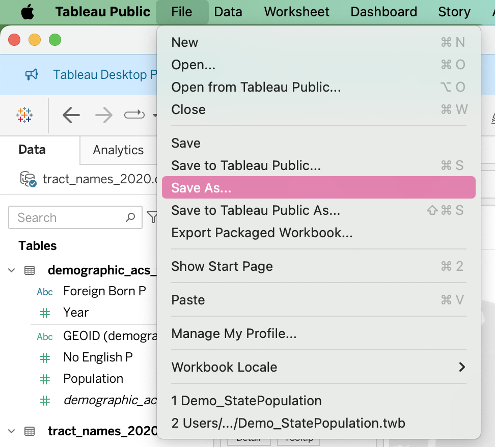 Tableau Public File Data Worksheet Dashboard Story
Tableau Desktop P
Data Analytics
tract_names_2020.
Search
Tables
demographic_acs_
Abc Foreign Born P
Year
Abc GEOID (demogra
No English P
Population
demographic_ac
tract_names_2020
New ⌘ N
Open... ⌘ O
Open from Tableau Public... ⌥ O
Close ⌘ W
Save
Save to Tableau Public... ⌘ S
Save As...
Save to Tableau Public As... ⇧ ⌘ S
Export Packaged Workbook...
Show Start Page ⌘ 2
Paste ⌘ V
Manage My Profile...
Workbook Locale
1 Demo_StatePopulation
2 Users/.../Demo_StatePopulation.twb